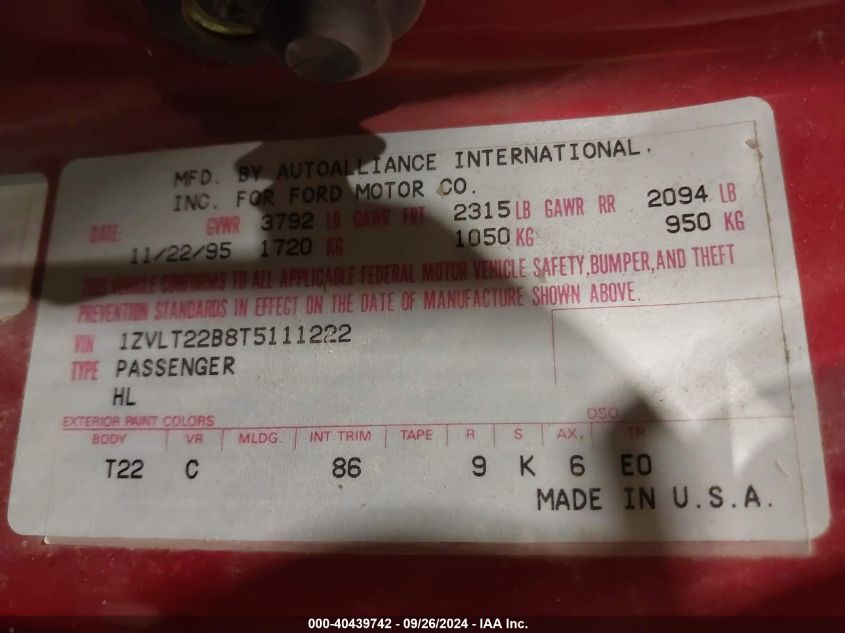 MFD. BY AUTOALLIANCE INTERNATIONAL,
INC. FOR FORD MOTOR CO.
DATE: GVWR 3792 LB GAWR FRT 2315 LB GAWR RR 2094 LB
11/22/95 1720 KG 1050 KG 950 KG
THIS VEHICLE CONFORMS TO ALL APPLICABLE FEDERAL MOTOR VEHICLE SAFETY, BUMPER, AND THEFT
PREVENTION STANDARDS IN EFFECT ON THE DATE OF MANUFACTURE SHOWN ABOVE.
VIN 1ZVLT22B8T5111222
TYPE PASSENGER
HL
EXTERIOR PAINT COLORS DSO
BODY VR MLDG. INT. TRIM TAPE R S AX, TR
T22 C 86 9 K 6 EO
MADE IN U.S.A.
000-40439742 - 09/26/2024 - IAA Inc.